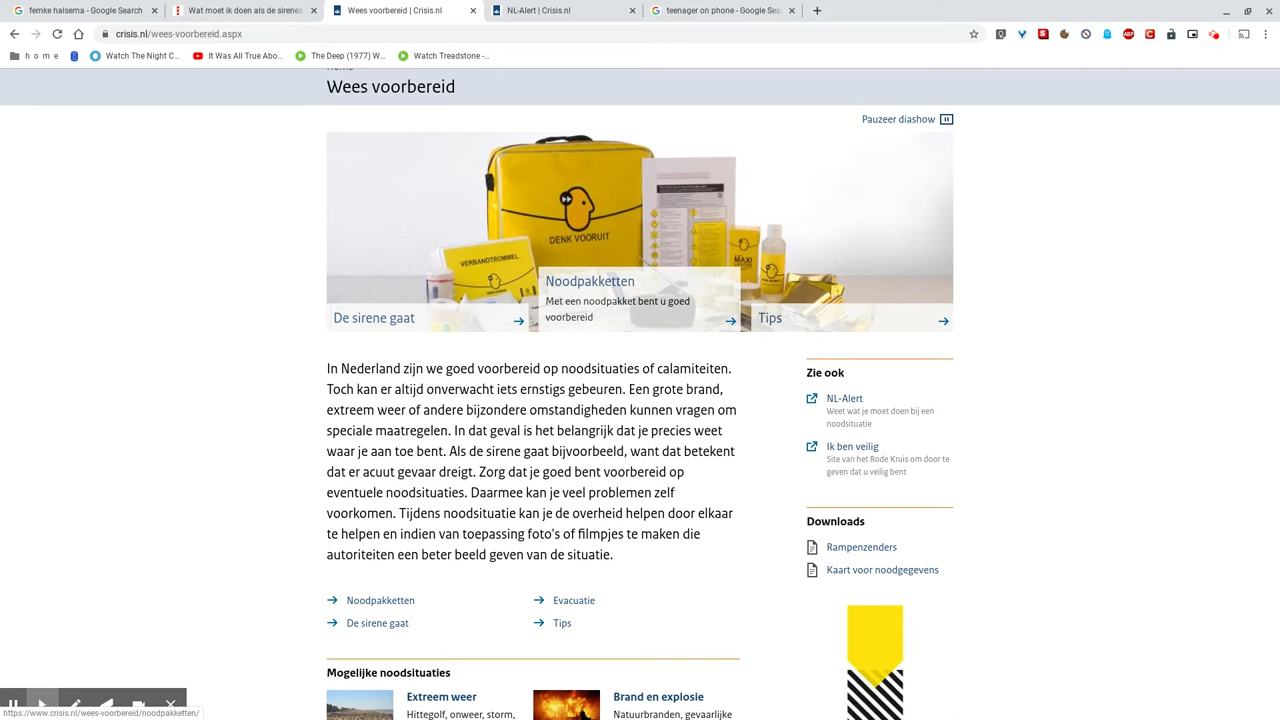 femke halsema - Google Search
Wat moet ik doen als de sirenes
Wees voorbereid | Crisis.nl
NL-Alert | Crisis.nl
teenager on phone - Google Sea
crisis.nl/wees-voorbereid.aspx
h o m e
Watch The Night C...
It Was All True Abo...
The Deep (1977) W...
Watch Treadstone -...
Wees voorbereid
Pauzeer diashow
DENK VOORUIT
VERBANDTROMMEL
MAXI
Noodpakketten
Met een noodpakket bent u goed
voorbereid
De sirene gaat
Tips
In Nederland zijn we goed voorbereid op noodsituaties of calamiteiten.
Toch kan er altijd onverwacht iets ernstigs gebeuren. Een grote brand,
extreem weer of andere bijzondere omstandigheden kunnen vragen om
speciale maatregelen. In dat geval is het belangrijk dat je precies weet
waar je aan toe bent. Als de sirene gaat bijvoorbeeld, want dat betekent
dat er acuut gevaar dreigt. Zorg dat je goed bent voorbereid op
eventuele noodsituaties. Daarmee kan je veel problemen zelf
voorkomen. Tijdens noodsituatie kan je de overheid helpen door elkaar
te helpen en indien van toepassing foto's of filmpjes te maken die
autoriteiten een beter beeld geven van de situatie.
Noodpakketten
Evacuatie
De sirene gaat
Tips
Mogelijke noodsituaties
Extreem weer
Hittegolf, onweer, storm,
Brand en explosie
Natuurbranden, gevaarlijke
Zie ook
NL-Alert
Weet wat je moet doen bij een
noodsituatie
Ik ben veilig
Site van het Rode Kruis om door te
geven dat u veilig bent
Downloads
Rampenzenders
Kaart voor noodgegevens
https://www.crisis.nl/wees-voorbereid/noodpakketten/